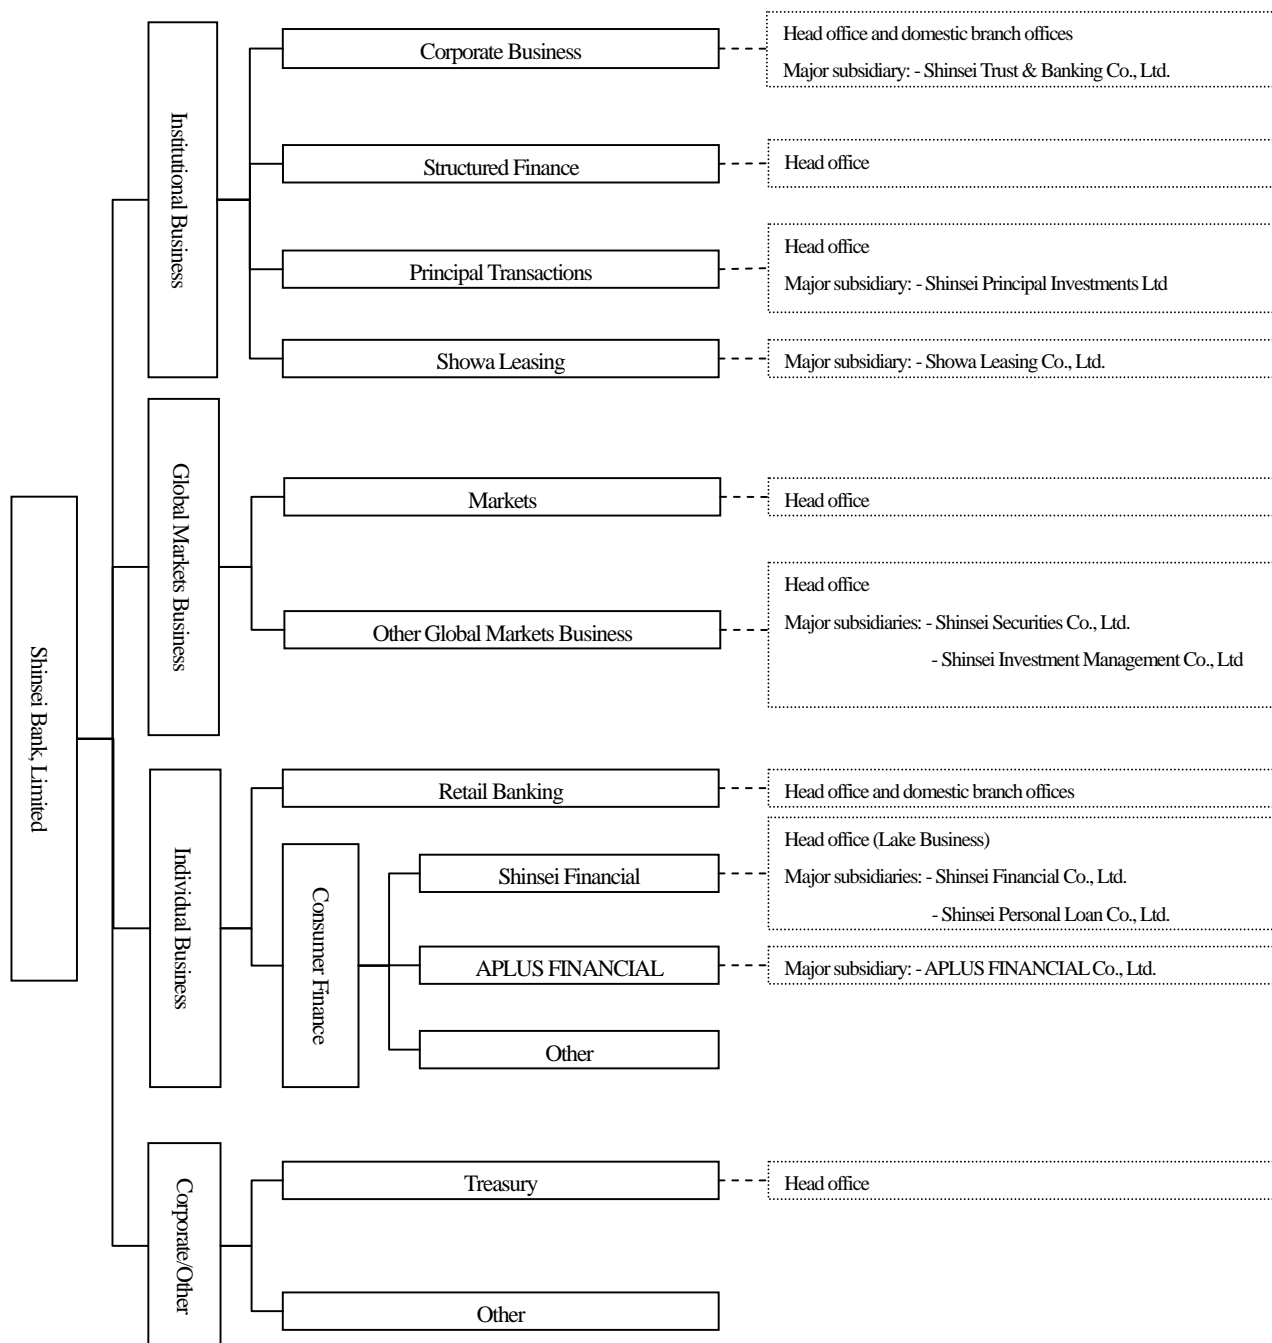 Shinsei Bank, Limited
Institutional Business
Corporate Business
Head office and domestic branch offices
Major subsidiary: - Shinsei Trust & Banking Co., Ltd.
Structured Finance
Head office
Principal Transactions
Head office
Major subsidiary: - Shinsei Principal Investments Ltd
Showa Leasing
Major subsidiary: - Showa Leasing Co., Ltd.
Global Markets Business
Markets
Head office
Other Global Markets Business
Head office
Major subsidiaries: - Shinsei Securities Co., Ltd.
- Shinsei Investment Management Co., Ltd
Individual Business
Retail Banking
Head office and domestic branch offices
Consumer Finance
Shinsei Financial
Head office (Lake Business)
Major subsidiaries: - Shinsei Financial Co., Ltd.
- Shinsei Personal Loan Co., Ltd.
APLUS FINANCIAL
Major subsidiary: - APLUS FINANCIAL Co., Ltd.
Other
Corporate/Other
Treasury
Head office
Other